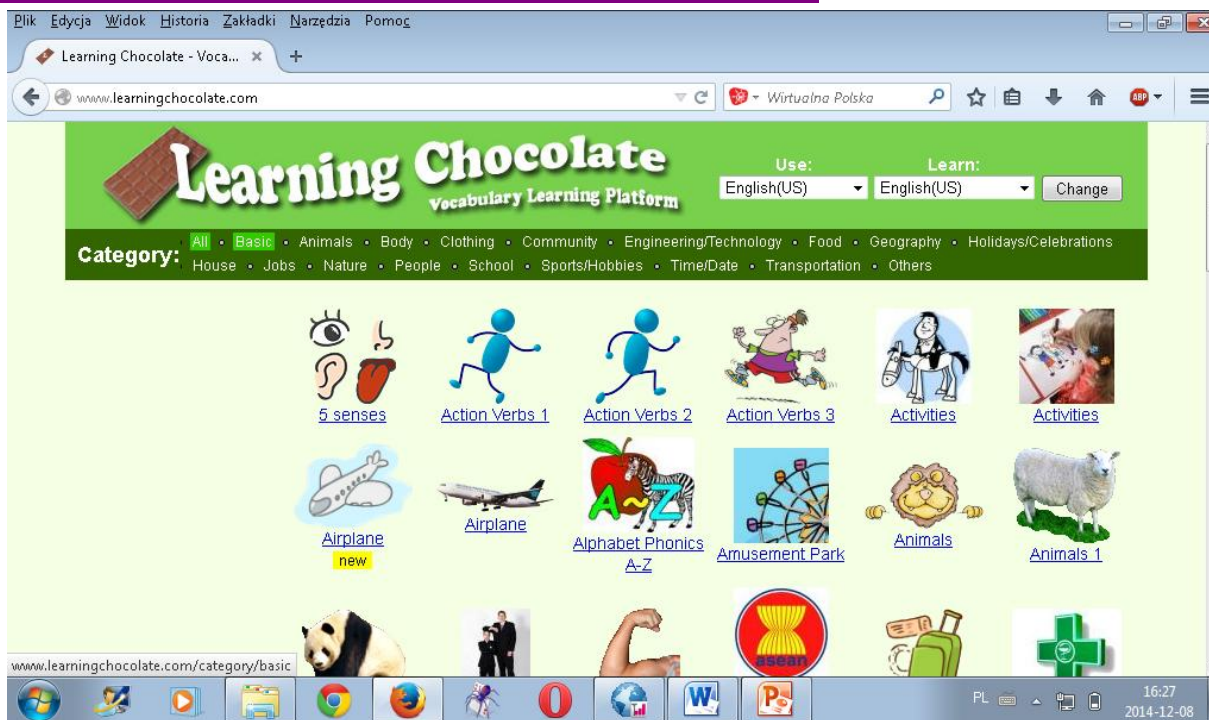 Plik Edycja Widok Historia Zakładki Narzędzia Pomoc
Learning Chocolate - Voca... × +
www.learningchocolate.com
Wirtualna Polska
ABP
Learning Chocolate
Vocabulary Learning Platform
Use: Learn:
English(US) English(US) Change
Category: All • Basic • Animals • Body • Clothing • Community • Engineering/Technology • Food • Geography • Holidays/Celebrations
House • Jobs • Nature • People • School • Sports/Hobbies • Time/Date • Transportation • Others
5 senses Action Verbs 1 Action Verbs 2 Action Verbs 3 Activities Activities
A~Z
Airplane Airplane Alphabet Phonics Amusement Park Animals Animals 1
new A-Z
asean
www.learningchocolate.com/category/basic
PL 16:27
2014-12-08